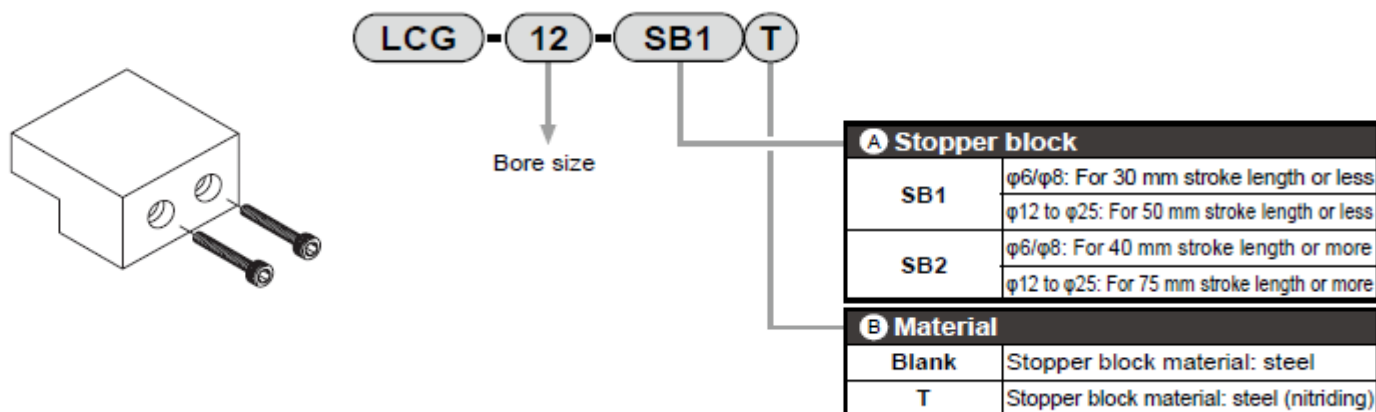 LCG-12-SB1 T
Bore size
Ⓐ Stopper block
SB1
φ6/φ8: For 30 mm stroke length or less
φ12 to φ25: For 50 mm stroke length or less
SB2
φ6/φ8: For 40 mm stroke length or more
φ12 to φ25: For 75 mm stroke length or more
Ⓑ Material
Blank Stopper block material: steel
T Stopper block material: steel (nitriding)